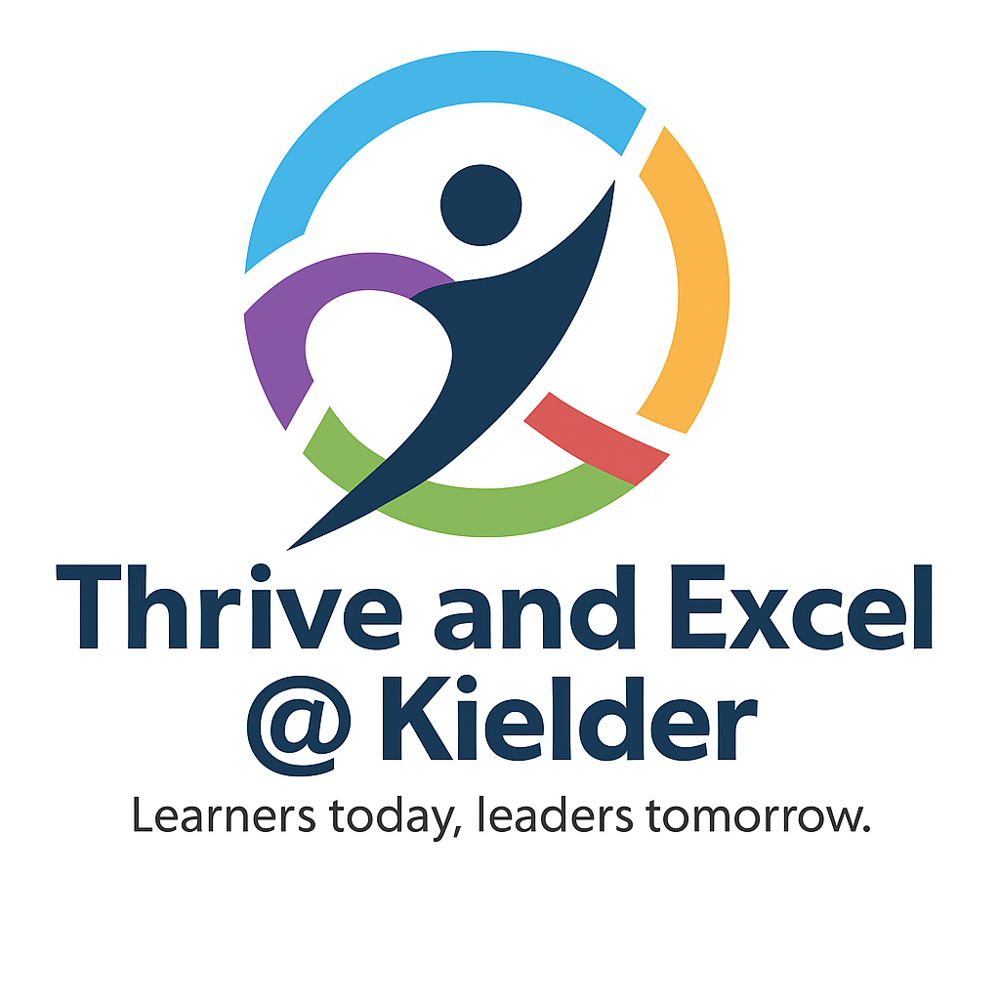 Thrive and Excel
@ Kielder
Learners today, leaders tomorrow.